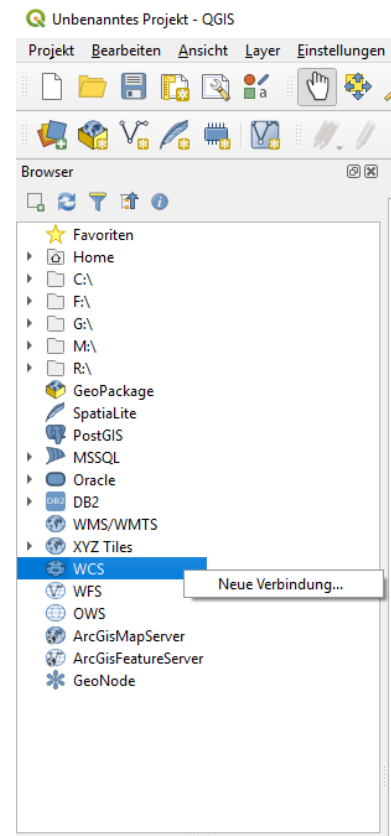 Unbenanntes Projekt - QGIS
Projekt Bearbeiten Ansicht Layer Einstellungen
a
Browser
Favoriten
Home
C:\
F:\
G:\
M:\
R:\
GeoPackage
SpatiaLite
PostGIS
MSSQL
Oracle
DB2 DB2
WMS/WMTS
XYZ Tiles
WCS
Neue Verbindung...
WFS
OWS
ArcGisMapServer
ArcGisFeatureServer
GeoNode